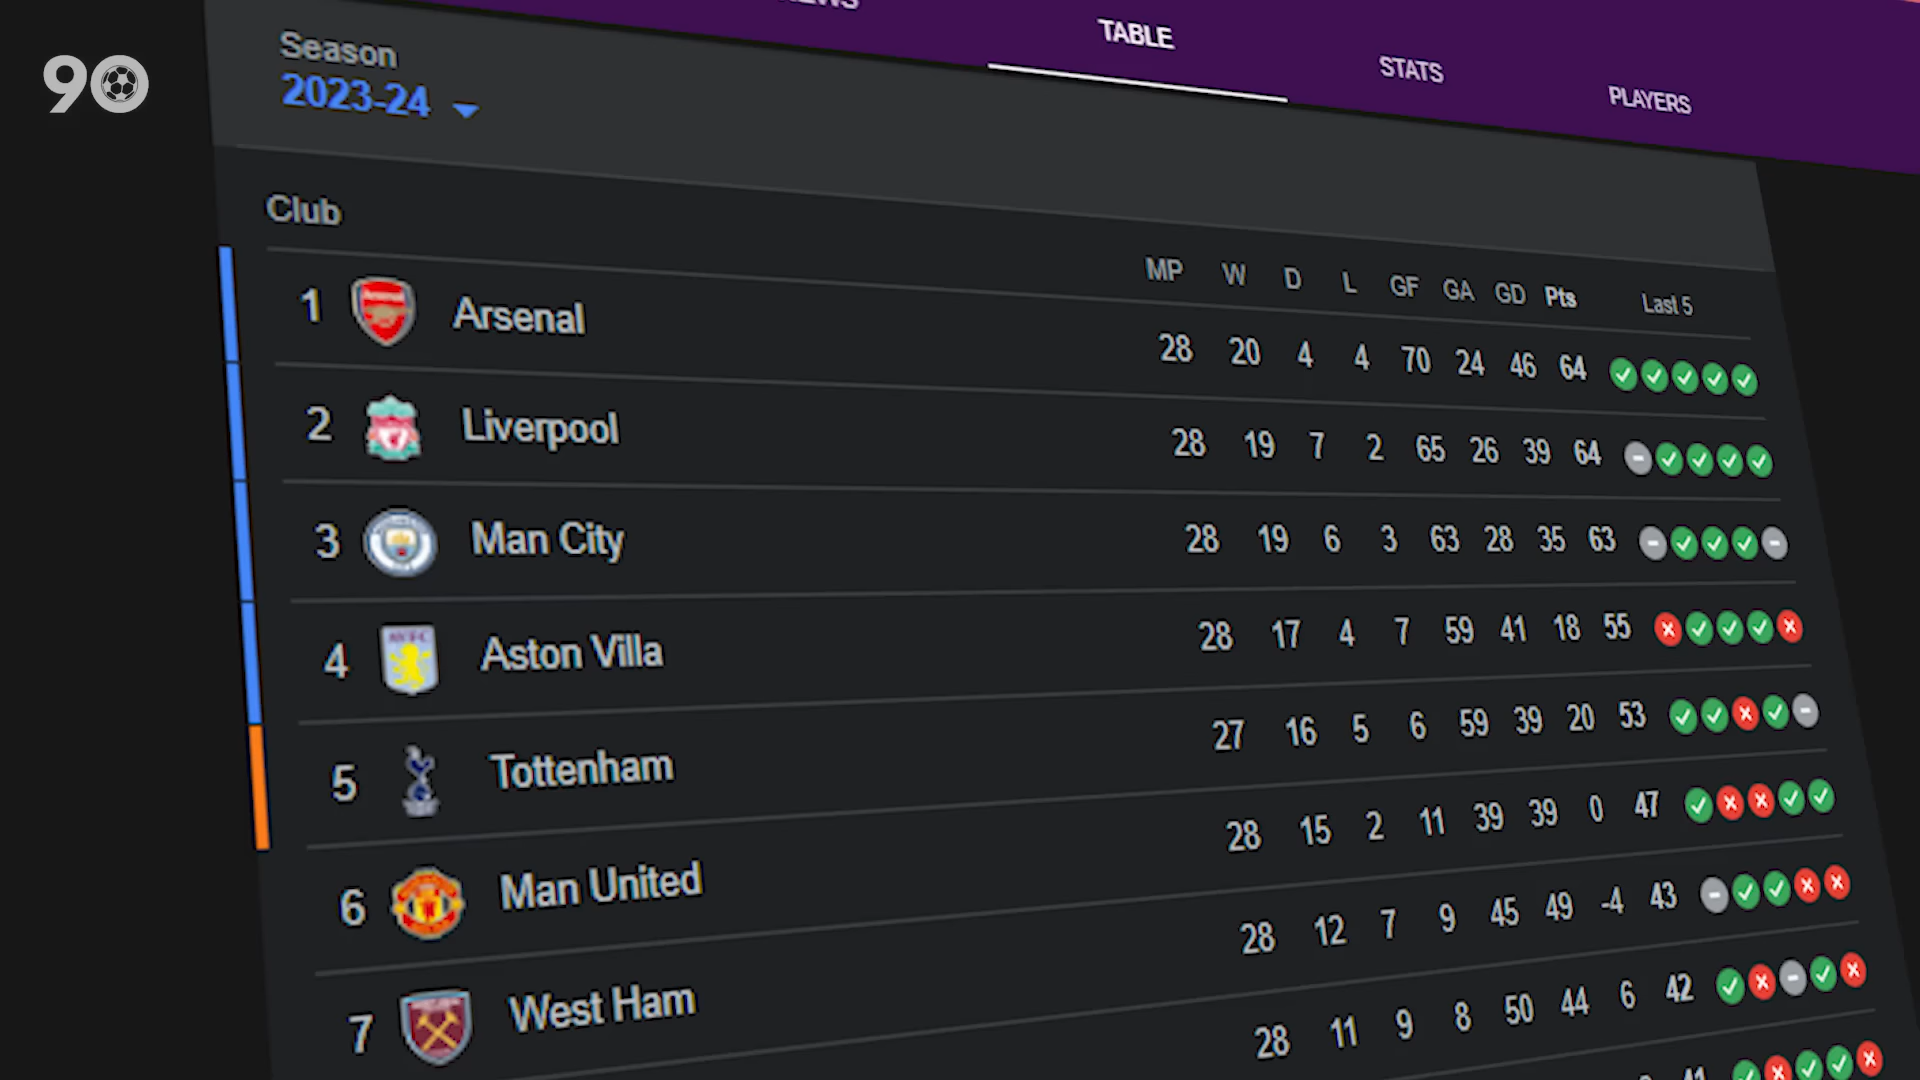 90
TABLE
STATS
PLAYERS
Season
2023-24
Club MP W D L GF GA GD Pts Last 5
1 Arsenal 28 20 4 4 70 24 46 64
2 Liverpool 28 19 7 2 65 26 39 64
3 Man City 28 19 6 3 63 28 35 63
4 Aston Villa 28 17 4 7 59 41 18 55
5 Tottenham 27 16 5 6 59 39 20 53
6 Man United 28 15 2 11 39 39 0 47
7 West Ham 28 12 7 9 45 49 -4 43
28 11 9 8 50 44 6 42